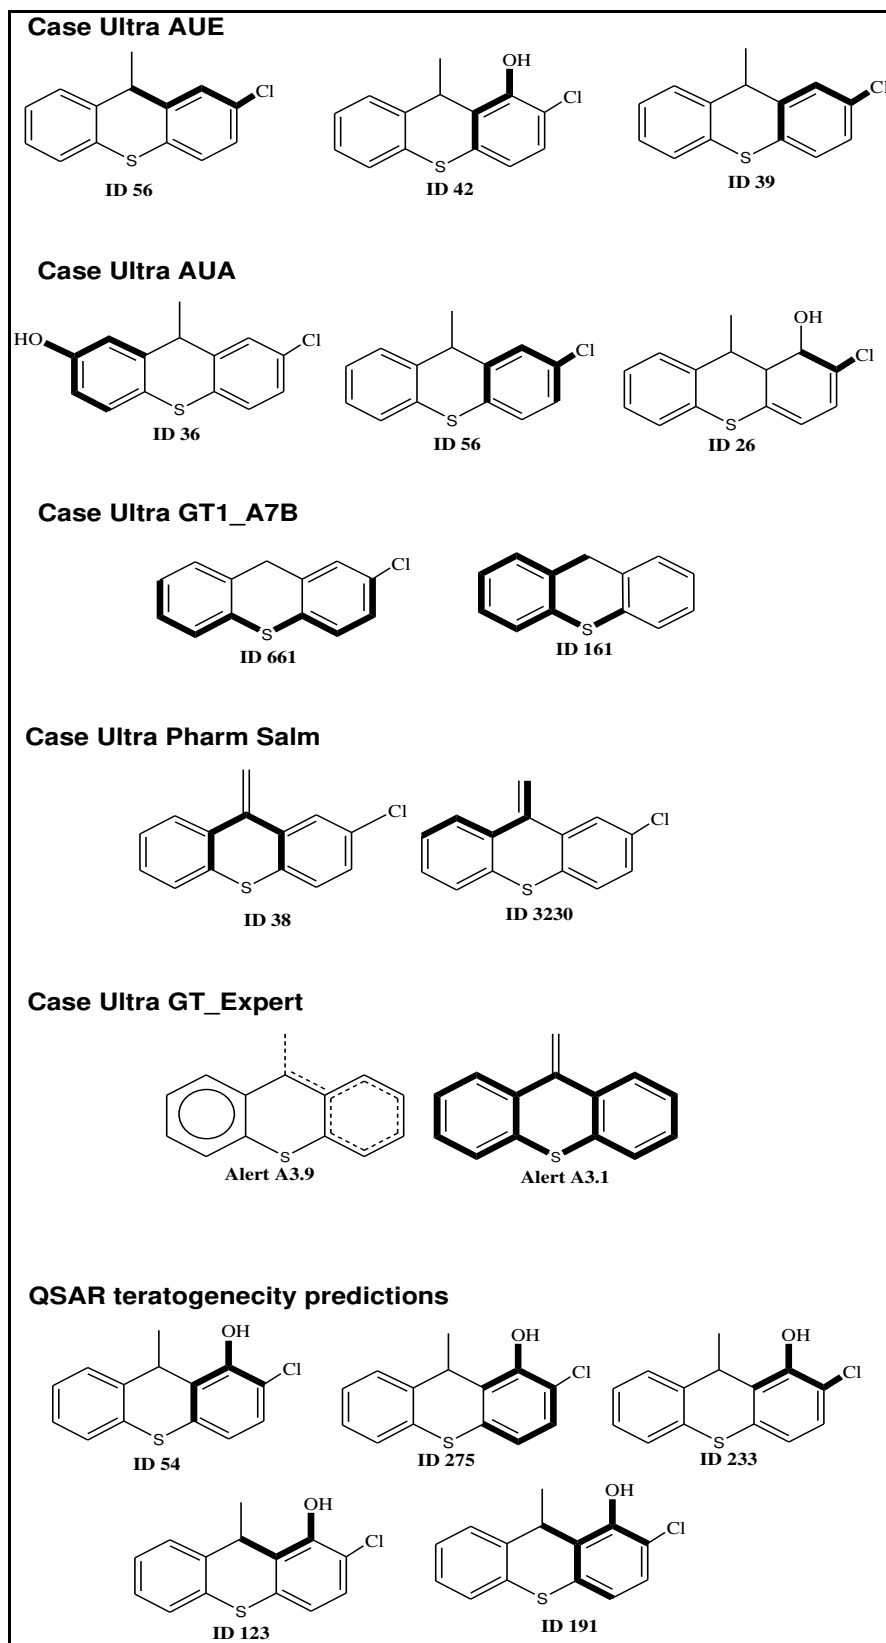 Case Ultra AUE
Cl
S
ID 56
OH
Cl
S
ID 42
Cl
S
ID 39
Case Ultra AUA
HO
Cl
S
ID 36
Cl
S
ID 56
OH
Cl
S
ID 26
Case Ultra GT1_A7B
Cl
S
ID 661
S
ID 161
Case Ultra Pharm Salm
Cl
S
ID 38
Cl
S
ID 3230
Case Ultra GT_Expert
S
Alert A3.9
S
Alert A3.1
QSAR teratogenecity predictions
OH
Cl
S
ID 54
OH
Cl
S
ID 275
OH
Cl
S
ID 233
OH
Cl
S
ID 123
OH
Cl
S
ID 191